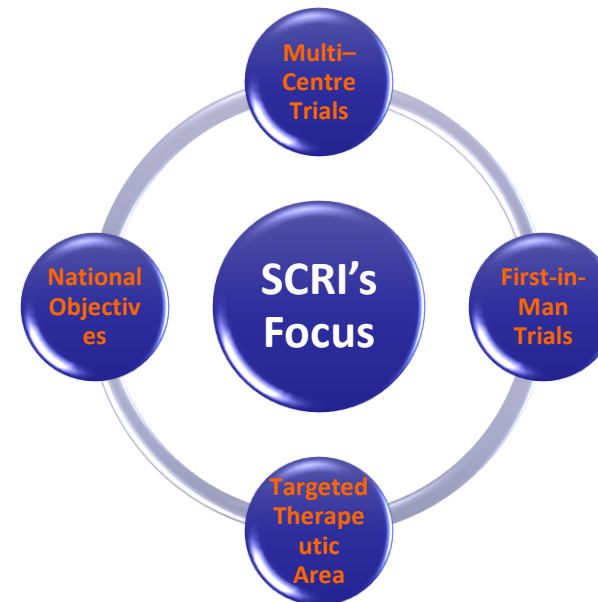 Multi–
Centre
Trials
National
Objectiv
es
SCRI’s
Focus
First-in-
Man
Trials
Targeted
Therape
utic
Area